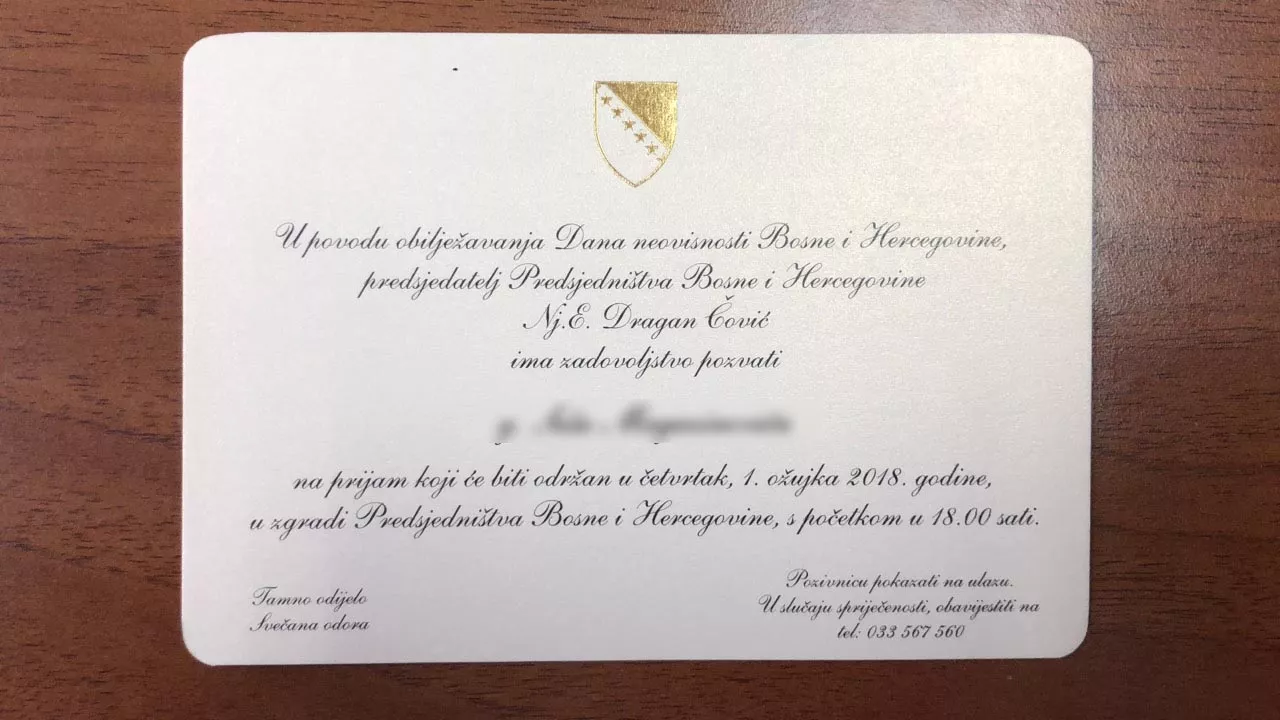 U povodu obilježavanja Dana neovisnosti Bosne i Hercegovine,
predsjedatelj Predsjedništva Bosne i Hercegovine
Nj.E. Dragan Čović
ima zadovoljstvo pozvati
na prijam koji će biti održan u četvrtak, 1. ožujka 2018. godine,
u zgradi Predsjedništva Bosne i Hercegovine, s početkom u 18.00 sati.
Tamno odijelo
Svečana odora
Pozivnicu pokazati na ulazu.
U slučaju spriječenosti, obavijestiti na
tel: 033 567 560